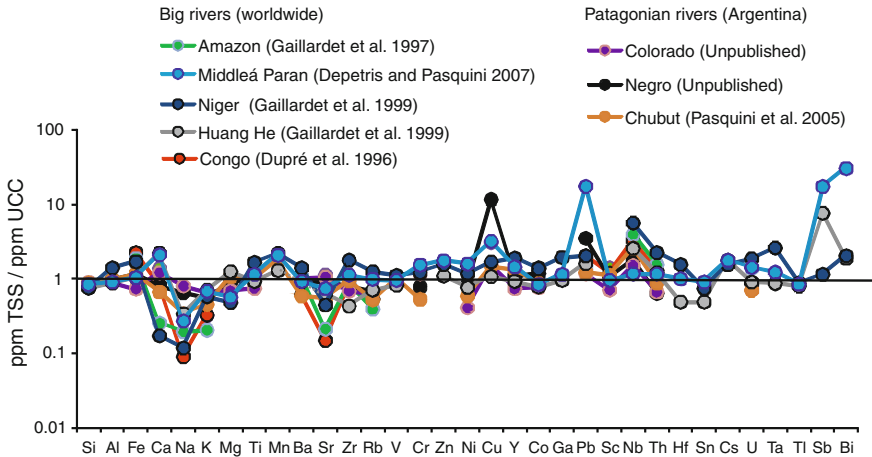 Big rivers (worldwide)
Amazon (Gaillardet et al. 1997)
Middleá Paran (Depetris and Pasquini 2007)
Niger (Gaillardet et al. 1999)
Huang He (Gaillardet et al. 1999)
Congo (Dupré et al. 1996)
Patagonian rivers (Argentina)
Colorado (Unpublished)
Negro (Unpublished)
Chubut (Pasquini et al. 2005)
ppm TSS / ppm UCC
100
10
1
0.1
0.01
Si Al Fe Ca Na K Mg Ti Mn Ba Sr Zr Rb V Cr Zn Ni Cu Y Co Ga Pb Sc Nb Th Hf Sn Cs U Ta Tl Sb Bi